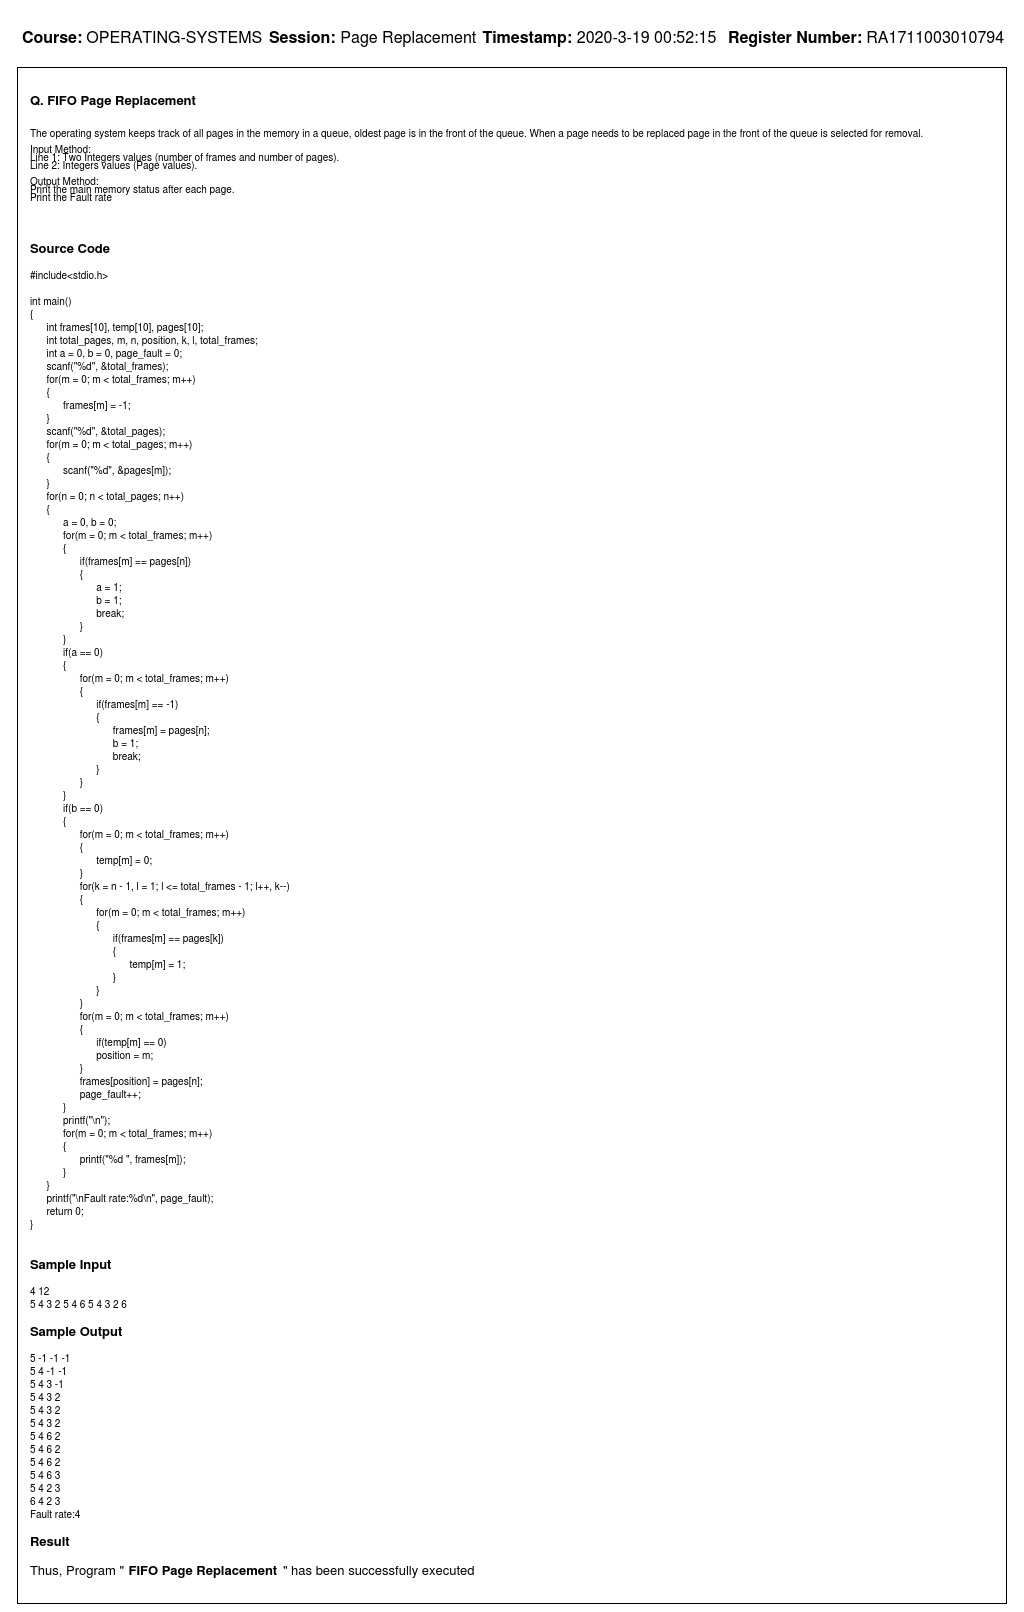 Course: OPERATING-SYSTEMS Session: Page Replacement Timestamp: 2020-3-19 00:52:15 Register Number: RA1711003010794
Q. FIFO Page Replacement
The operating system keeps track of all pages in the memory in a queue, oldest page is in the front of the queue. When a page needs to be replaced page in the front of the queue is selected for removal.
Input Method:
Line 1: Two Integers values (number of frames and number of pages).
Line 2: Integers values (Page values).
Output Method:
Print the main memory status after each page.
Print the Fault rate
Source Code
#include<stdio.h>
int main()
{
int frames[10], temp[10], pages[10];
int total_pages, m, n, position, k, l, total_frames;
int a = 0, b = 0, page_fault = 0;
scanf("%d", &total_frames);
for(m = 0; m < total_frames; m++)
{
frames[m] = -1;
}
scanf("%d", &total_pages);
for(m = 0; m < total_pages; m++)
{
scanf("%d", &pages[m]);
}
for(n = 0; n < total_pages; n++)
{
a = 0, b = 0;
for(m = 0; m < total_frames; m++)
{
if(frames[m] == pages[n])
{
a = 1;
b = 1;
break;
}
}
if(a == 0)
{
for(m = 0; m < total_frames; m++)
{
if(frames[m] == -1)
{
frames[m] = pages[n];
b = 1;
break;
}
}
}
if(b == 0)
{
for(m = 0; m < total_frames; m++)
{
temp[m] = 0;
}
for(k = n - 1, l = 1; l <= total_frames - 1; l++, k--)
{
for(m = 0; m < total_frames; m++)
{
if(frames[m] == pages[k])
{
temp[m] = 1;
}
}
}
for(m = 0; m < total_frames; m++)
{
if(temp[m] == 0)
position = m;
}
frames[position] = pages[n];
page_fault++;
}
printf("\n");
for(m = 0; m < total_frames; m++)
{
printf("%d ", frames[m]);
}
}
printf("\nFault rate:%d\n", page_fault);
return 0;
}
Sample Input
4 12
5 4 3 2 5 4 6 5 4 3 2 6
Sample Output
5 -1 -1 -1
5 4 -1 -1
5 4 3 -1
5 4 3 2
5 4 3 2
5 4 3 2
5 4 6 2
5 4 6 2
5 4 6 2
5 4 6 3
5 4 2 3
6 4 2 3
Fault rate:4
Result
Thus, Program " FIFO Page Replacement " has been successfully executed